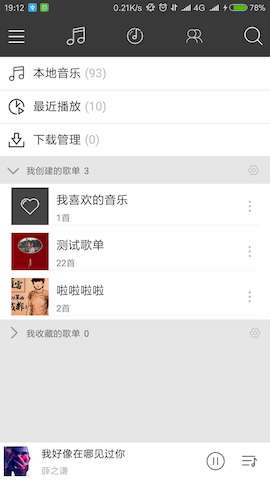 19:12 0.21K/s 4G 78%
本地音乐 (93)
最近播放 (10)
下载管理 (0)
我创建的歌单 3
我喜欢的音乐
1首
测试歌单
22首
啦啦啦啦
2首
我收藏的歌单 0
我好像在哪见过你
薛之谦